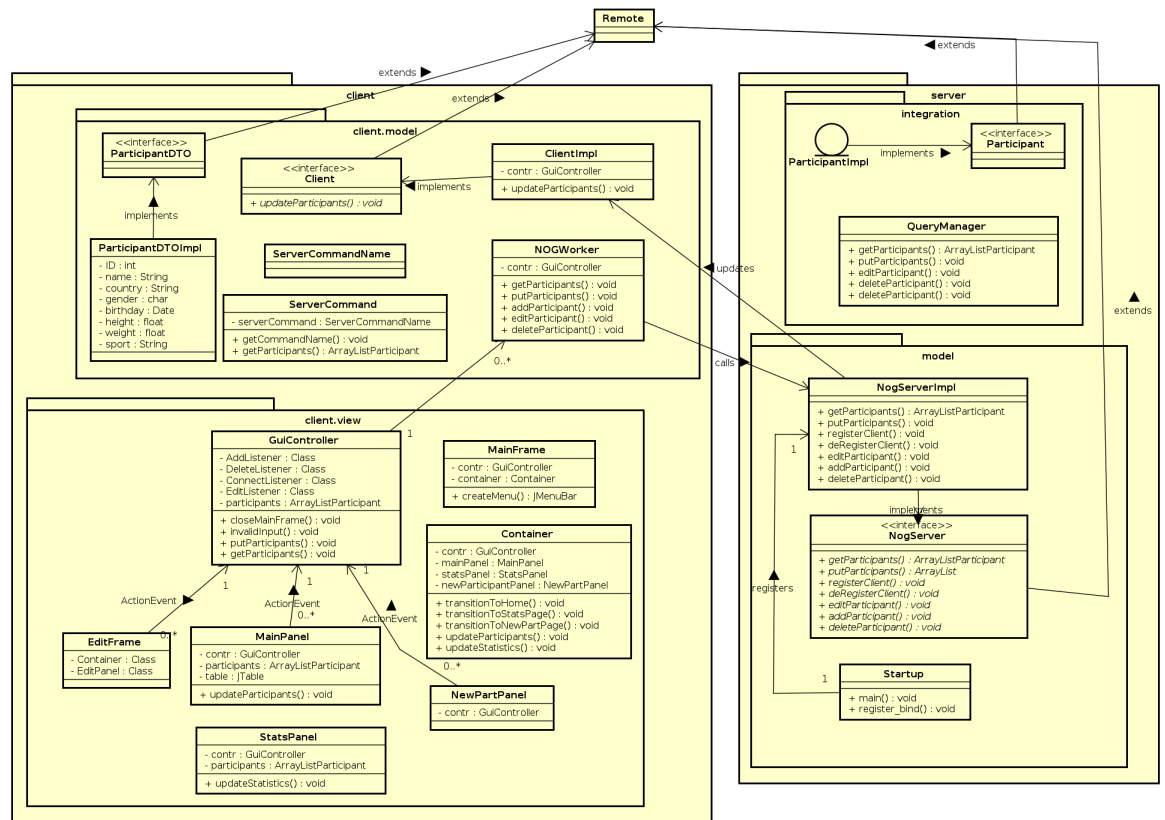 Remote
extends
extends
extends
client
client.model
<<interface>>
ParticipantDTO
implements
ParticipantDTOImpl
- ID : int
- name : String
- country : String
- gender : char
- birthday : Date
- height : float
- weight : float
- sport : String
<<interface>>
Client
+ updateParticipants() : void
implements
ClientImpl
- contr : GuiController
+ updateParticipants() : void
ServerCommandName
ServerCommand
- serverCommand : ServerCommandName
+ getCommandName() : void
+ getParticipants() : ArrayListParticipant
NOGWorker
- contr : GuiController
+ getParticipants() : void
+ putParticipants() : void
+ addParticipant() : void
+ editParticipant() : void
+ deleteParticipant() : void
0..*
1
updates
calls
client.view
GuiController
- AddListener : Class
- DeleteListener : Class
- ConnectListener : Class
- EditListener : Class
- participants : ArrayListParticipant
+ closeMainFrame() : void
+ invalidInput() : void
+ putParticipants() : void
+ getParticipants() : void
MainFrame
- contr : GuiController
- container : Container
+ createMenu() : JMenuBar
Container
- contr : GuiController
- mainPanel : MainPanel
- statsPanel : StatsPanel
- newParticipantPanel : NewPartPanel
+ transitionToHome() : void
+ transitionToStatsPage() : void
+ transitionToNewPartPage() : void
+ updateParticipants() : void
+ updateStatistics() : void
1
1
1
ActionEvent
ActionEvent
ActionEvent
0..*
0..*
0..*
EditFrame
- Container : Class
- EditPanel : Class
MainPanel
- contr : GuiController
- participants : ArrayListParticipant
- table : JTable
+ updateParticipants() : void
NewPartPanel
- contr : GuiController
StatsPanel
- contr : GuiController
- participants : ArrayListParticipant
+ updateStatistics() : void
server
integration
ParticipantImpl
implements
<<interface>>
Participant
QueryManager
+ getParticipants() : ArrayListParticipant
+ putParticipants() : void
+ editParticipant() : void
+ deleteParticipant() : void
+ deleteParticipant() : void
extends
model
NogServerImpl
+ getParticipants() : ArrayListParticipant
+ putParticipants() : void
+ registerClient() : void
+ deRegisterClient() : void
+ editParticipant() : void
+ addParticipant() : void
+ deleteParticipant() : void
1
implements
<<interface>>
NogServer
+ getParticipants() : ArrayListParticipant
+ putParticipants() : ArrayList
+ registerClient() : void
+ deRegisterClient() : void
+ editParticipant() : void
+ addParticipant() : void
+ deleteParticipant() : void
registers
1
Startup
+ main() : void
+ register_bind() : void